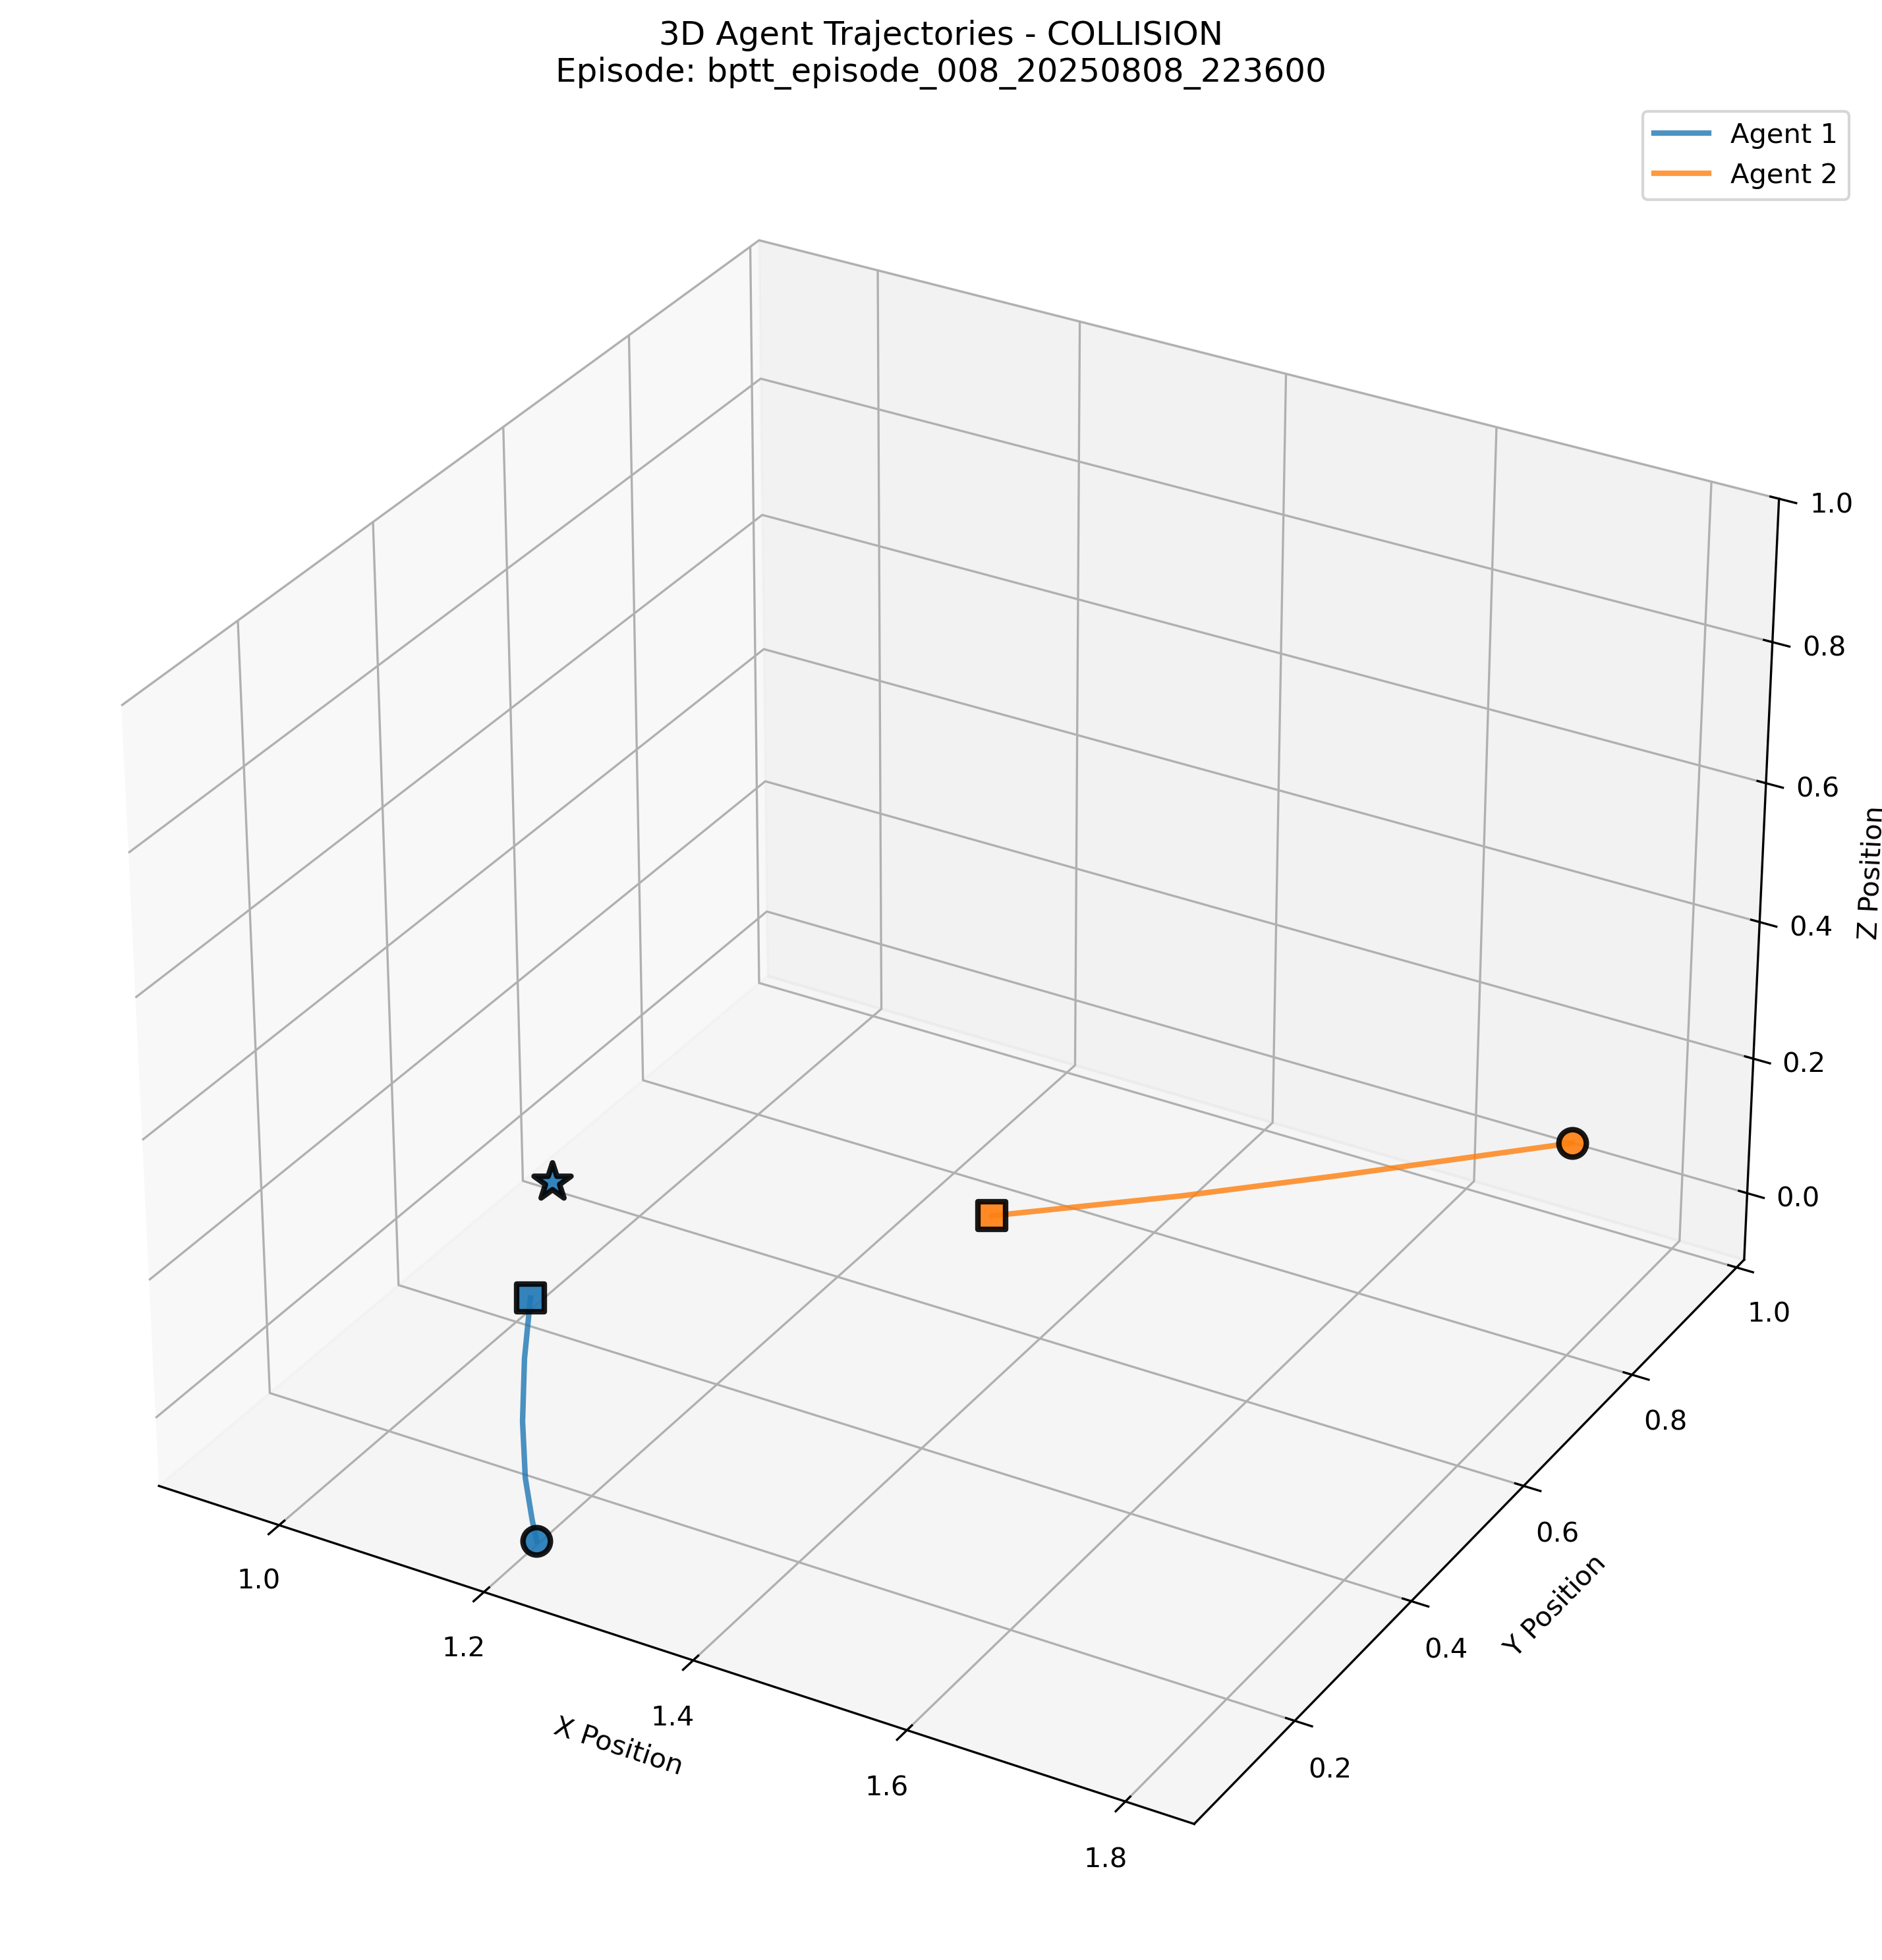 3D Agent Trajectories - COLLISION
Episode: bptt_episode_008_20250808_223600
Agent 1
Agent 2
1.0
0.8
0.6
0.4
0.2
0.0
Z Position
1.0
0.8
0.6
0.4
0.2
Y Position
1.0
1.2
1.4
1.6
1.8
X Position